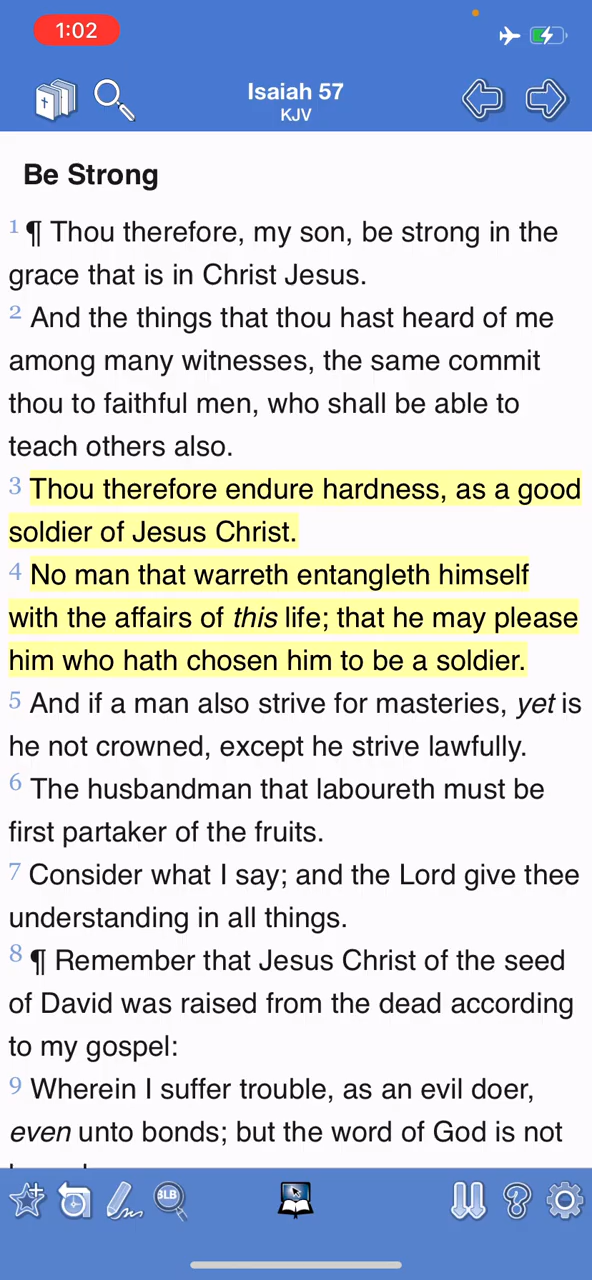 1:02
Isaiah 57
KJV
Be Strong
1 ¶ Thou therefore, my son, be strong in the
grace that is in Christ Jesus.
2 And the things that thou hast heard of me
among many witnesses, the same commit
thou to faithful men, who shall be able to
teach others also.
3 Thou therefore endure hardness, as a good
soldier of Jesus Christ.
4 No man that warreth entangleth himself
with the affairs of this life; that he may please
him who hath chosen him to be a soldier.
5 And if a man also strive for masteries, yet is
he not crowned, except he strive lawfully.
6 The husbandman that laboureth must be
first partaker of the fruits.
7 Consider what I say; and the Lord give thee
understanding in all things.
8 ¶ Remember that Jesus Christ of the seed
of David was raised from the dead according
to my gospel:
9 Wherein I suffer trouble, as an evil doer,
even unto bonds; but the word of God is not
BLB